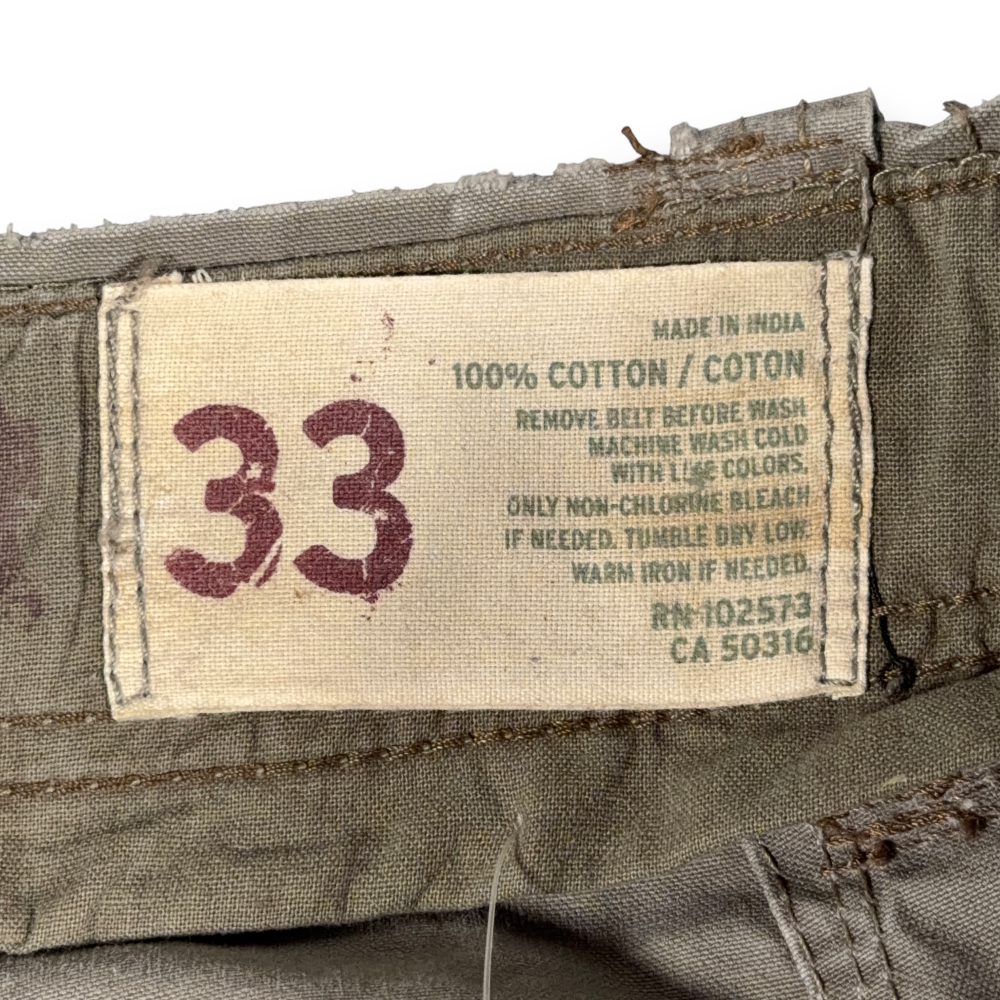 33
MADE IN INDIA
100% COTTON / COTON
REMOVE BELT BEFORE WASH
MACHINE WASH COLD
WITH LIKE COLORS.
ONLY NON-CHLORINE BLEACH
IF NEEDED. TUMBLE DRY LOW.
WARM IRON IF NEEDED.
RN 102573
CA 50316